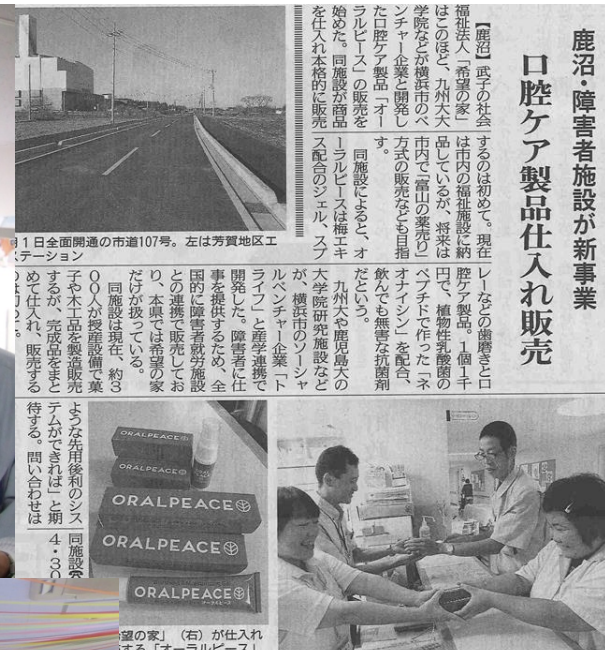 鹿沼・障害者施設が新事業
口腔ケア製品仕入れ販売
【鹿沼】武子の社会
福祉法人「希望の家」
はこのほど、九州大大
学院などが横浜市のベ
ンチャー企業と開発し
た口腔ケア製品「オー
ラルピース」の販売を
始めた。同施設が商品
を仕入れ本格的に販売
するのは初めて。現在
は市内の福祉施設に納
品しているが、将来は
市内で「富山の薬売り」
方式の販売なども目指
す。
同施設によると、オ
ーラルピースは梅エキ
ス配合のジェル、スプ
レーなどの歯磨きと口
腔ケア製品。1個1千
円で、植物性乳酸菌の
ペプチドで作った「ネ
オナイシン」を配合、
飲んでも無害な抗菌剤
だという。
九州大や鹿児島大の
大学院研究施設など
が、横浜市のソーシャ
ルベンチャー企業「ト
ライフ」と産学連携で
開発した。障害者に仕
事を提供するため、全
国的に障害者就労施設
との連携で販売してお
り、本県では希望の家
だけが扱っている。
同施設は現在、約3
00人が授産設備で菓
子や木工品を製造販売
するが、完成品をまと
めて仕入れ、販売する
ような先用後利のシス
テムができれば」と期
待する。問い合わせは
同施設
4・30
月1日全面開通の市道107号。左は芳賀地区エ
ステーション
ORALPEACE
ORALPEACE
ORALPEACE
ORALPEACE
ORALPEACE
オーラルピース
望の家」（右）が仕入れ
する「オーラルピース」